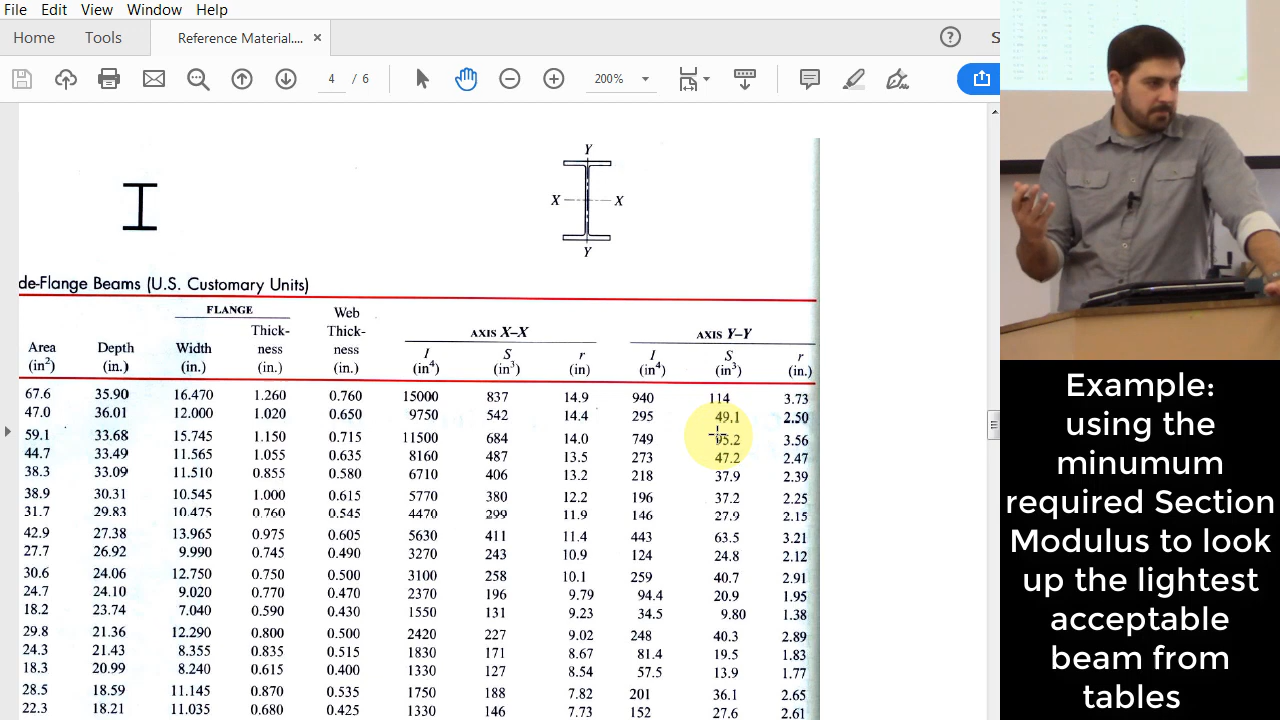 File Edit View Window Help
Home Tools Reference Material.... × ? S
4 / 6 200%
Y
X X
Y
de-Flange Beams (U.S. Customary Units)
FLANGE Web
Thick- Thick- AXIS X–X AXIS Y–Y
Area Depth Width ness ness I S r I S r
(in²) (in.) (in.) (in.) (in.) (in⁴) (in³) (in) (in⁴) (in³) (in.)
67.6 35.90 16.470 1.260 0.760 15000 837 14.9 940 114 3.73
47.0 36.01 12.000 1.020 0.650 9750 542 14.4 295 49.1 2.50
59.1 33.68 15.745 1.150 0.715 11500 684 14.0 749 95.2 3.56
44.7 33.49 11.565 1.055 0.635 8160 487 13.5 273 47.2 2.47
38.3 33.09 11.510 0.855 0.580 6710 406 13.2 218 37.9 2.39
38.9 30.31 10.545 1.000 0.615 5770 380 12.2 196 37.2 2.25
31.7 29.83 10.475 0.760 0.545 4470 299 11.9 146 27.9 2.15
42.9 27.38 13.965 0.975 0.605 5630 411 11.4 443 63.5 3.21
27.7 26.92 9.990 0.745 0.490 3270 243 10.9 124 24.8 2.12
30.6 24.06 12.750 0.750 0.500 3100 258 10.1 259 40.7 2.91
24.7 24.10 9.020 0.770 0.470 2370 196 9.79 94.4 20.9 1.95
18.2 23.74 7.040 0.590 0.430 1550 131 9.23 34.5 9.80 1.38
29.8 21.36 12.290 0.800 0.500 2420 227 9.02 248 40.3 2.89
24.3 21.43 8.355 0.835 0.515 1830 171 8.67 81.4 19.5 1.83
18.3 20.99 8.240 0.615 0.400 1330 127 8.54 57.5 13.9 1.77
28.5 18.59 11.145 0.870 0.535 1750 188 7.82 201 36.1 2.65
22.3 18.21 11.035 0.680 0.425 1330 146 7.73 152 27.6 2.61
Example:
using the
minumum
required Section
Modulus to look
up the lightest
acceptable
beam from
tables